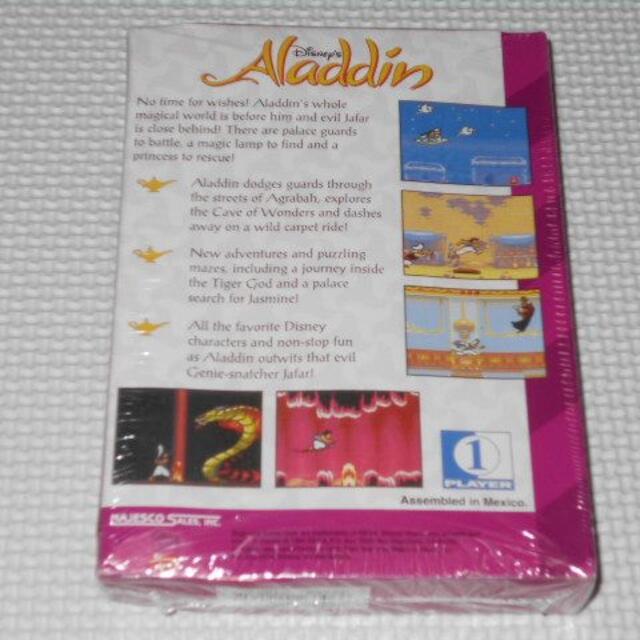 Disney's
Aladdin
No time for wishes! Aladdin's whole
magical world is before him and evil Jafar
is close behind! There are palace guards
to battle, a magic lamp to find and a
princess to rescue!
Aladdin dodges guards through
the streets of Agrabah, explores
the Cave of Wonders and dashes
away on a wild carpet ride!
New adventures and puzzling
mazes, including a journey inside
the Tiger God and a palace
search for Jasmine!
All the favorite Disney
characters and non-stop fun
as Aladdin outwits that evil
Genie-snatcher Jafar!
1
PLAYER
Assembled in Mexico.
MAJESCO SALES, INC.